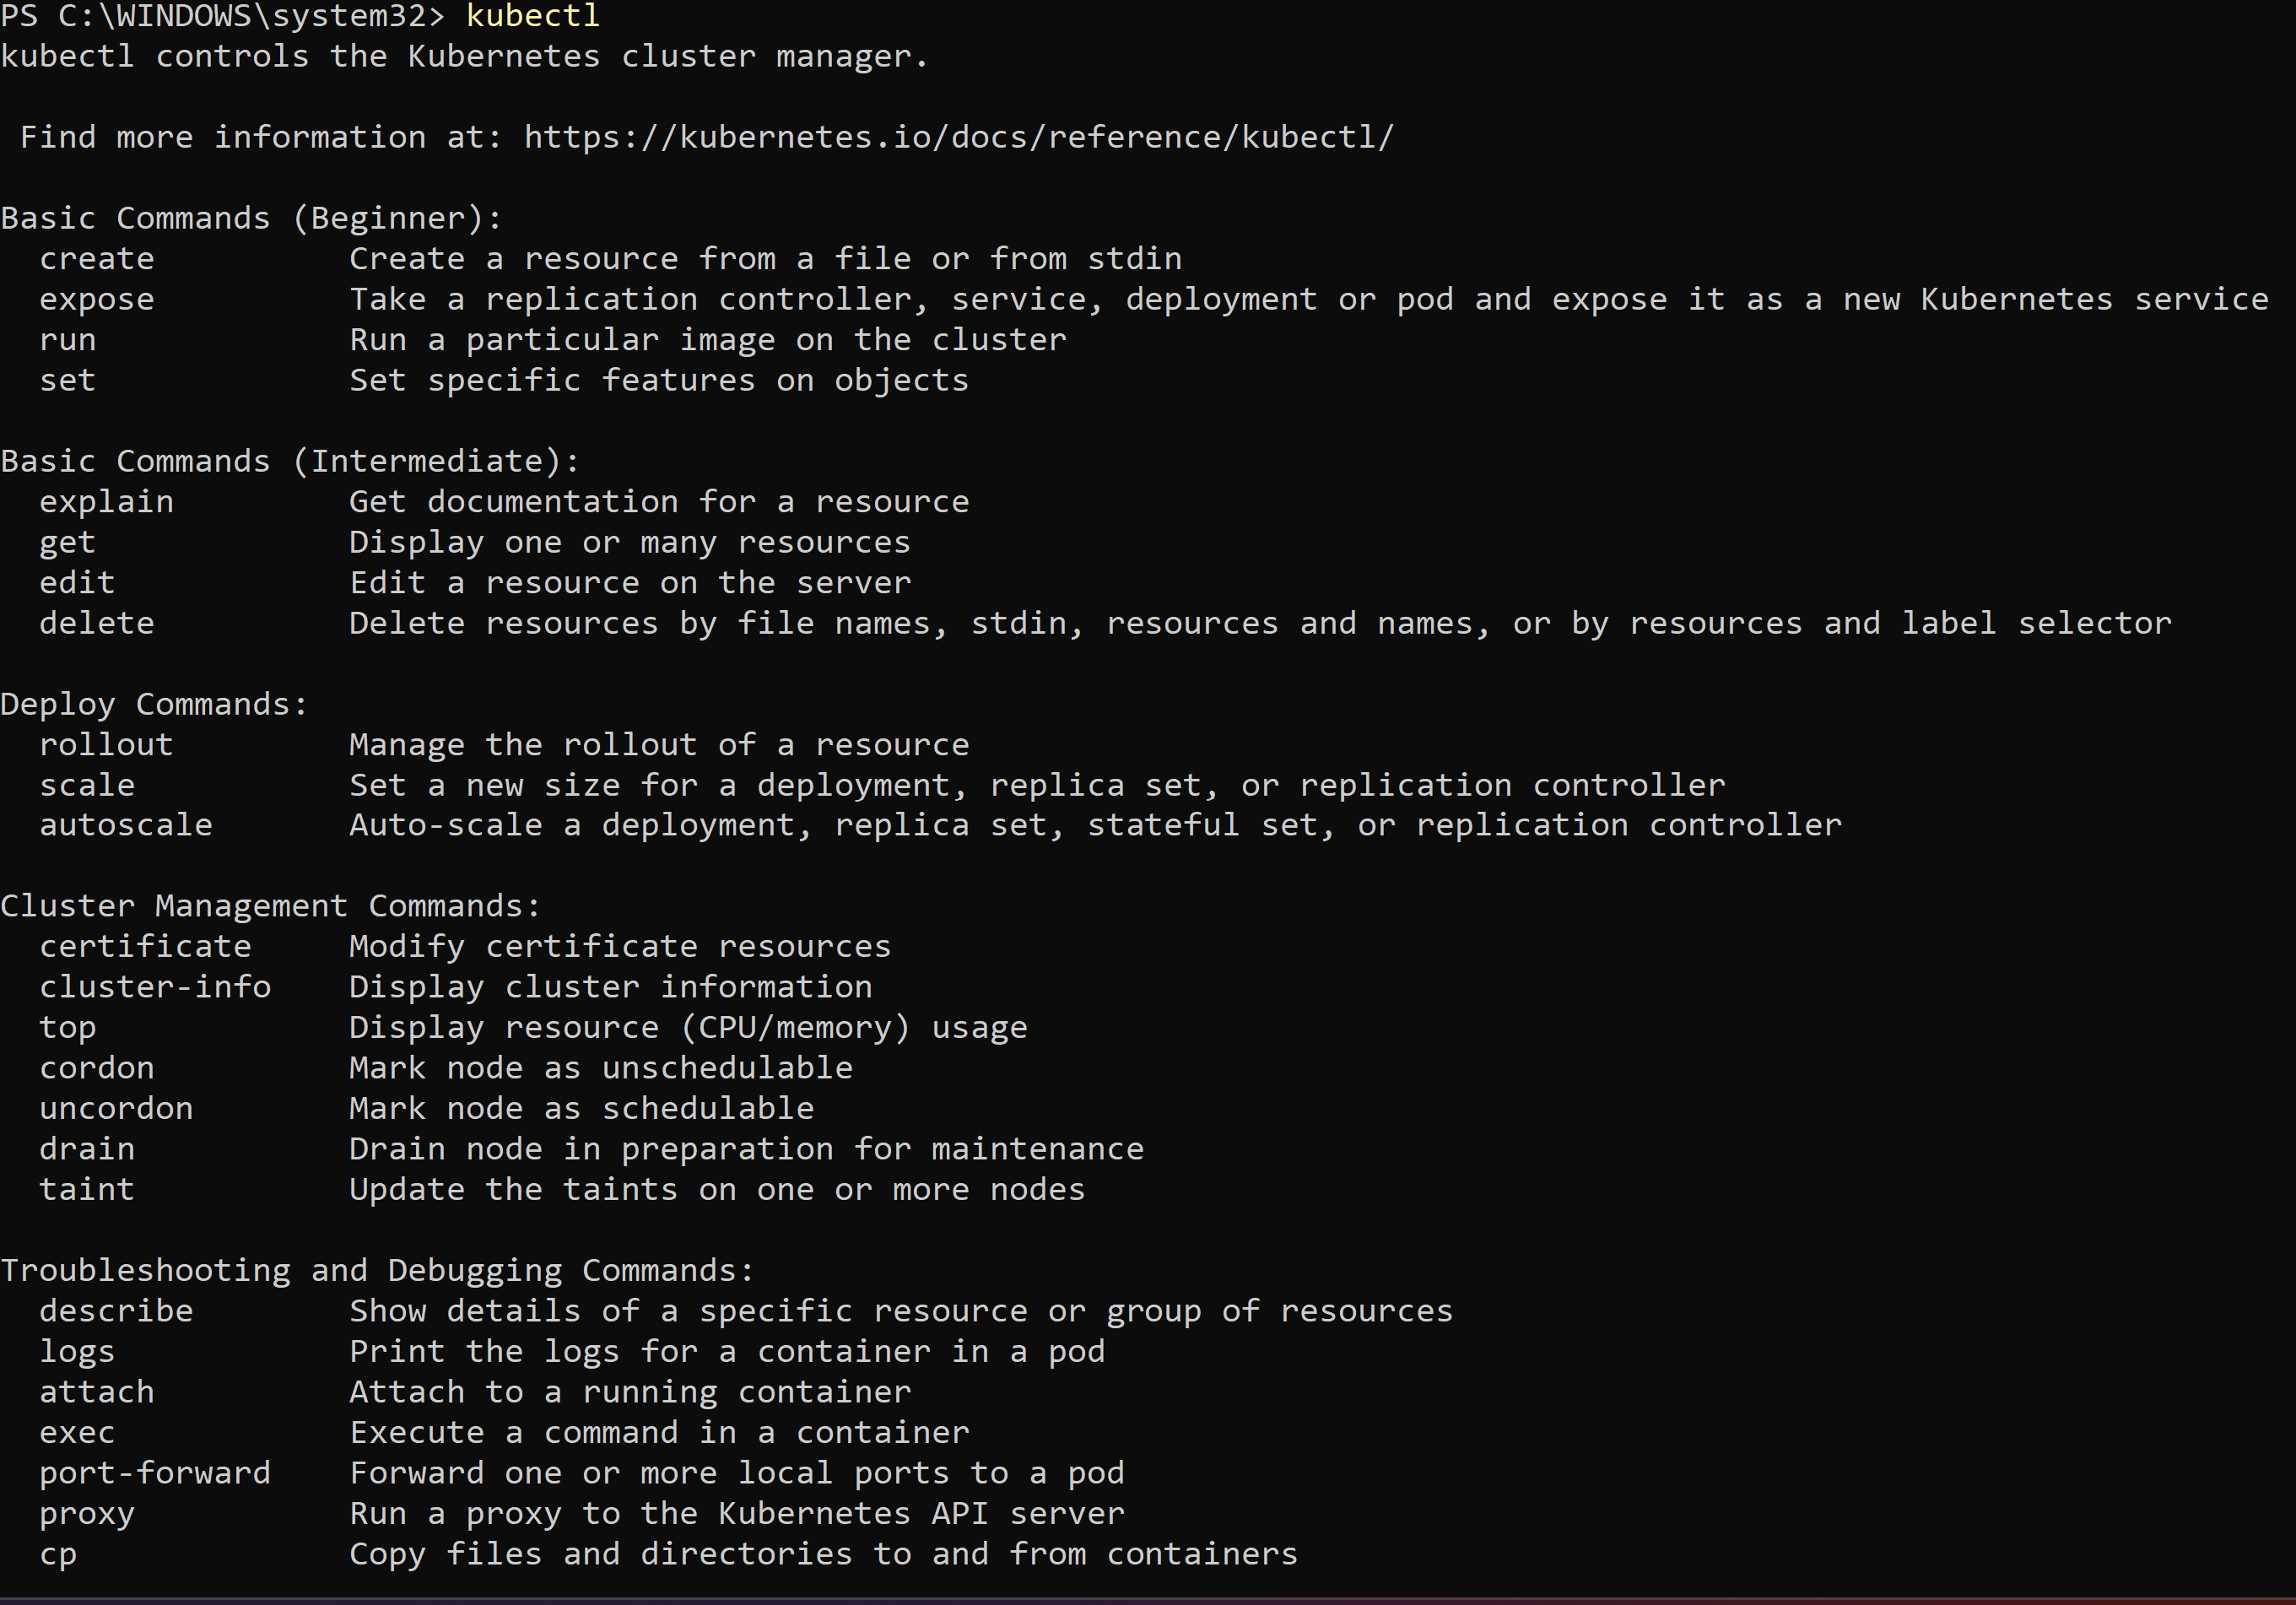 PS C:\WINDOWS\system32> kubectl
kubectl controls the Kubernetes cluster manager.
Find more information at: https://kubernetes.io/docs/reference/kubectl/
Basic Commands (Beginner):
create          Create a resource from a file or from stdin
expose          Take a replication controller, service, deployment or pod and expose it as a new Kubernetes service
run             Run a particular image on the cluster
set             Set specific features on objects
Basic Commands (Intermediate):
explain         Get documentation for a resource
get             Display one or many resources
edit            Edit a resource on the server
delete          Delete resources by file names, stdin, resources and names, or by resources and label selector
Deploy Commands:
rollout         Manage the rollout of a resource
scale           Set a new size for a deployment, replica set, or replication controller
autoscale       Auto-scale a deployment, replica set, stateful set, or replication controller
Cluster Management Commands:
certificate     Modify certificate resources
cluster-info    Display cluster information
top             Display resource (CPU/memory) usage
cordon          Mark node as unschedulable
uncordon        Mark node as schedulable
drain           Drain node in preparation for maintenance
taint           Update the taints on one or more nodes
Troubleshooting and Debugging Commands:
describe        Show details of a specific resource or group of resources
logs            Print the logs for a container in a pod
attach          Attach to a running container
exec            Execute a command in a container
port-forward    Forward one or more local ports to a pod
proxy           Run a proxy to the Kubernetes API server
cp              Copy files and directories to and from containers